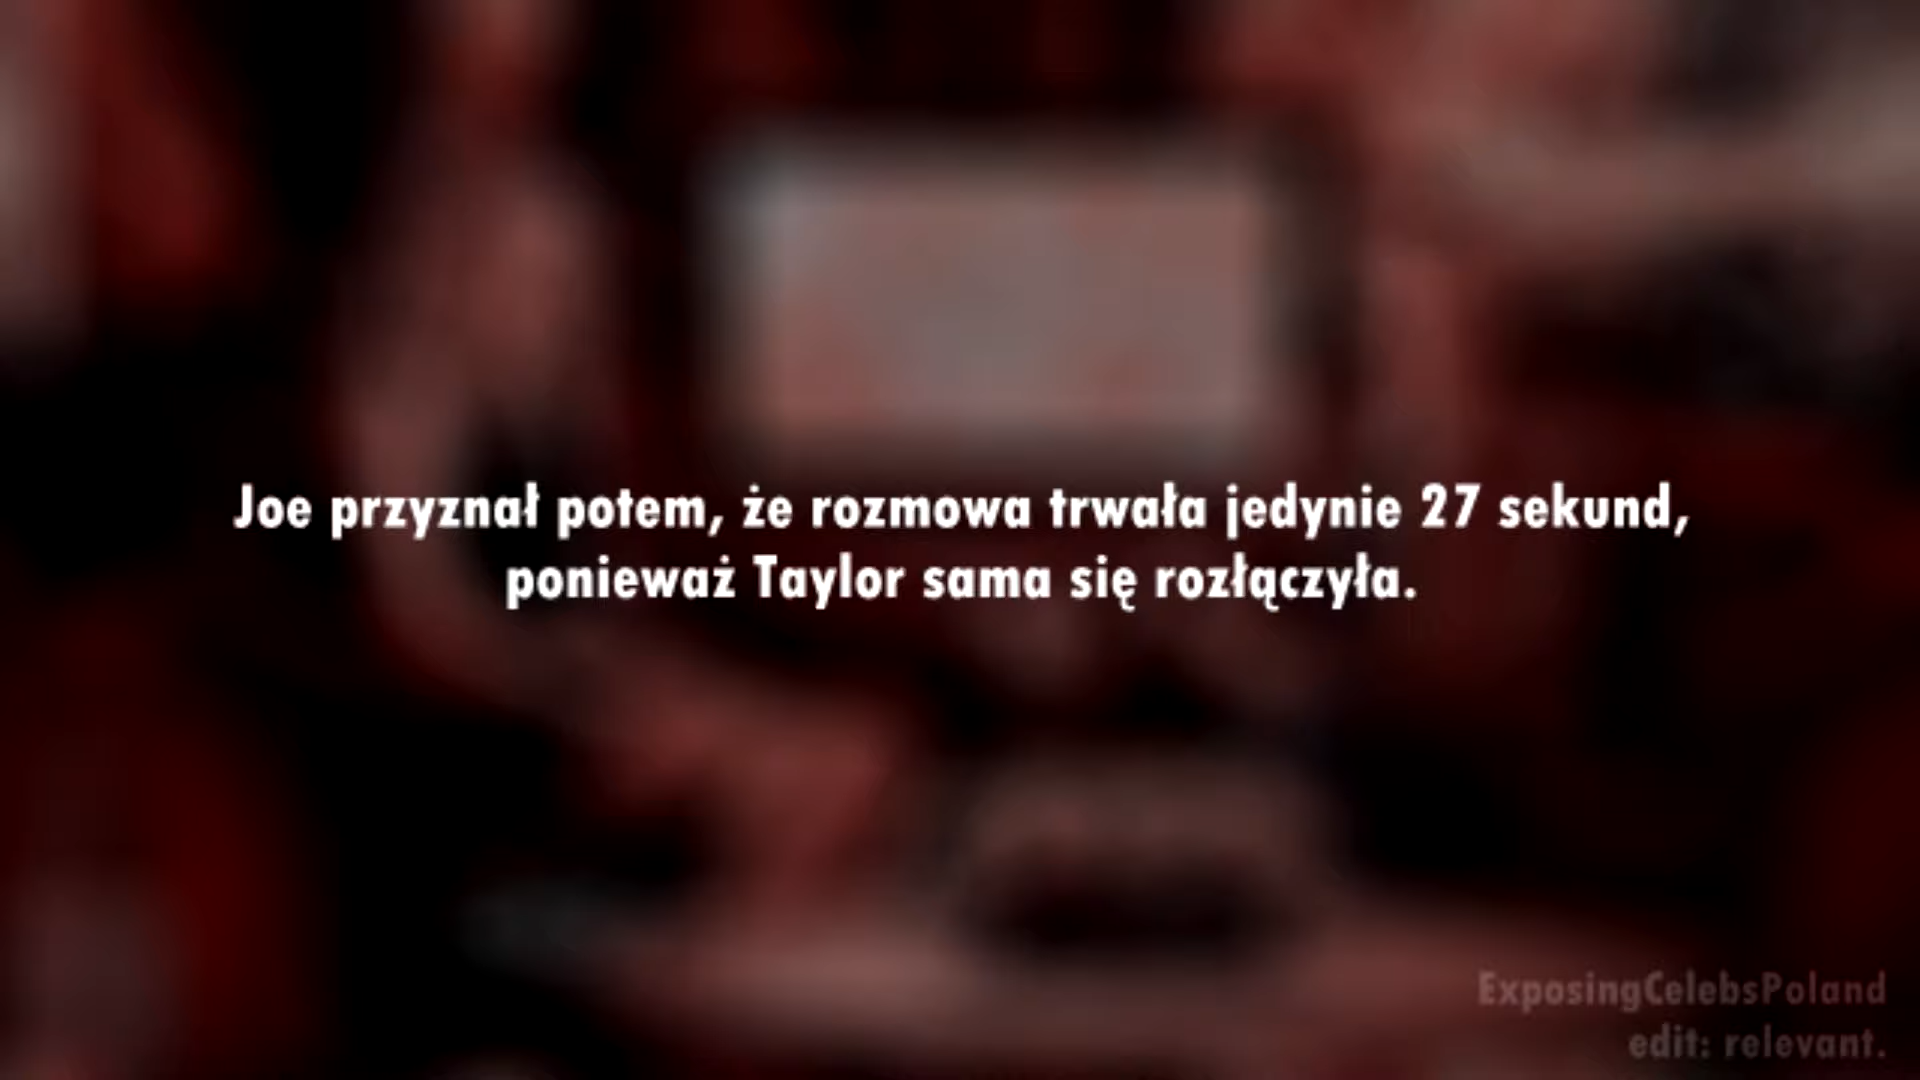 Joe przyznał potem, że rozmowa trwała jedynie 27 sekund,
ponieważ Taylor sama się rozłączyła.
ExposingCelebsPoland
edit: relevant.